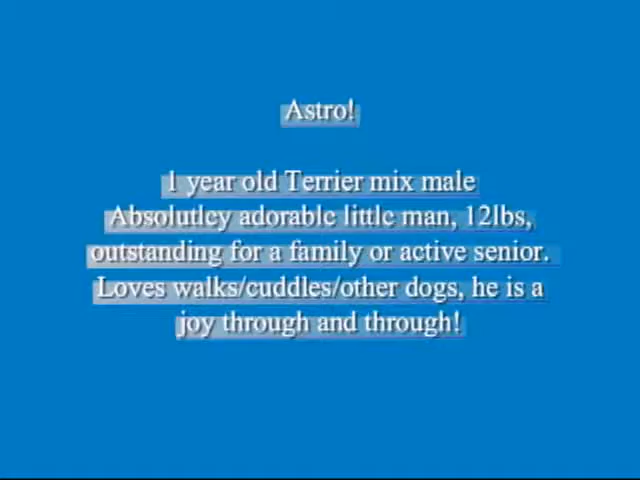 Astro!
1 year old Terrier mix male
Absolutley adorable little man, 12lbs,
outstanding for a family or active senior.
Loves walks/cuddles/other dogs, he is a
joy through and through!